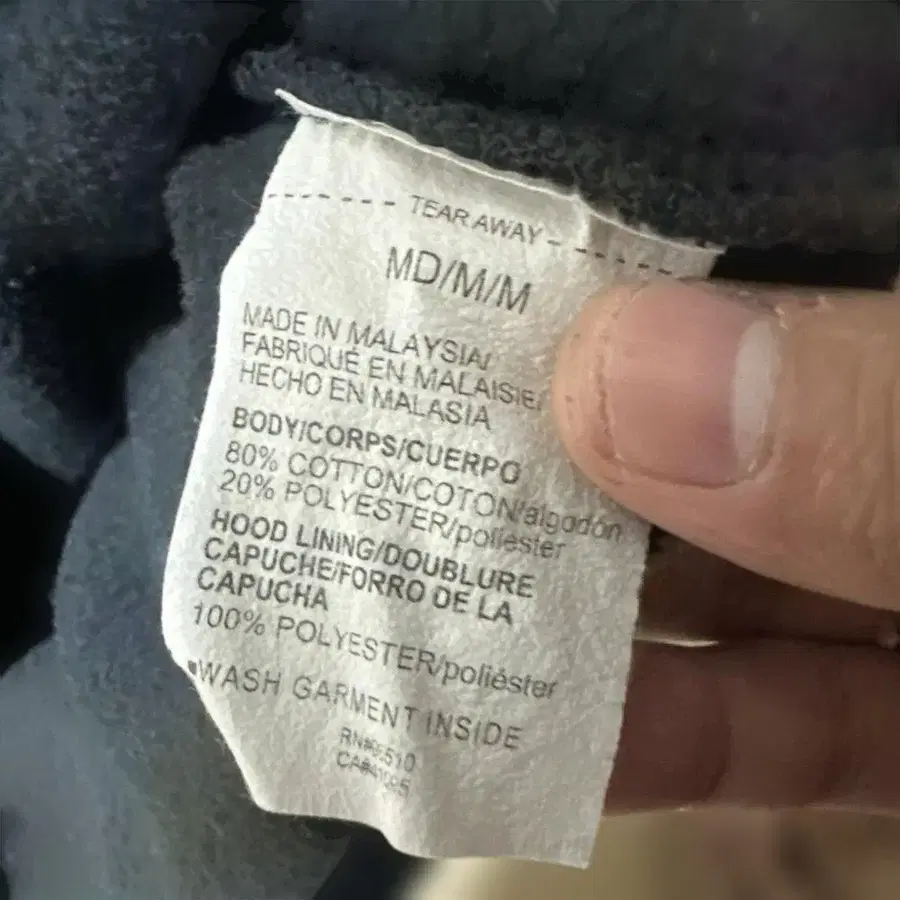 TEAR AWAY
MD/M/M
MADE IN MALAYSIA/
FABRIQUÉ EN MALAISIE/
HECHO EN MALASIA
BODY/CORPS/CUERPO
80% COTTON/COTON/algodón
20% POLYESTER/poliéster
HOOD LINING/DOUBLURE
CAPUCHE/FORRO DE LA
CAPUCHA
100% POLYESTER/poliéster
WASH GARMENT INSIDE